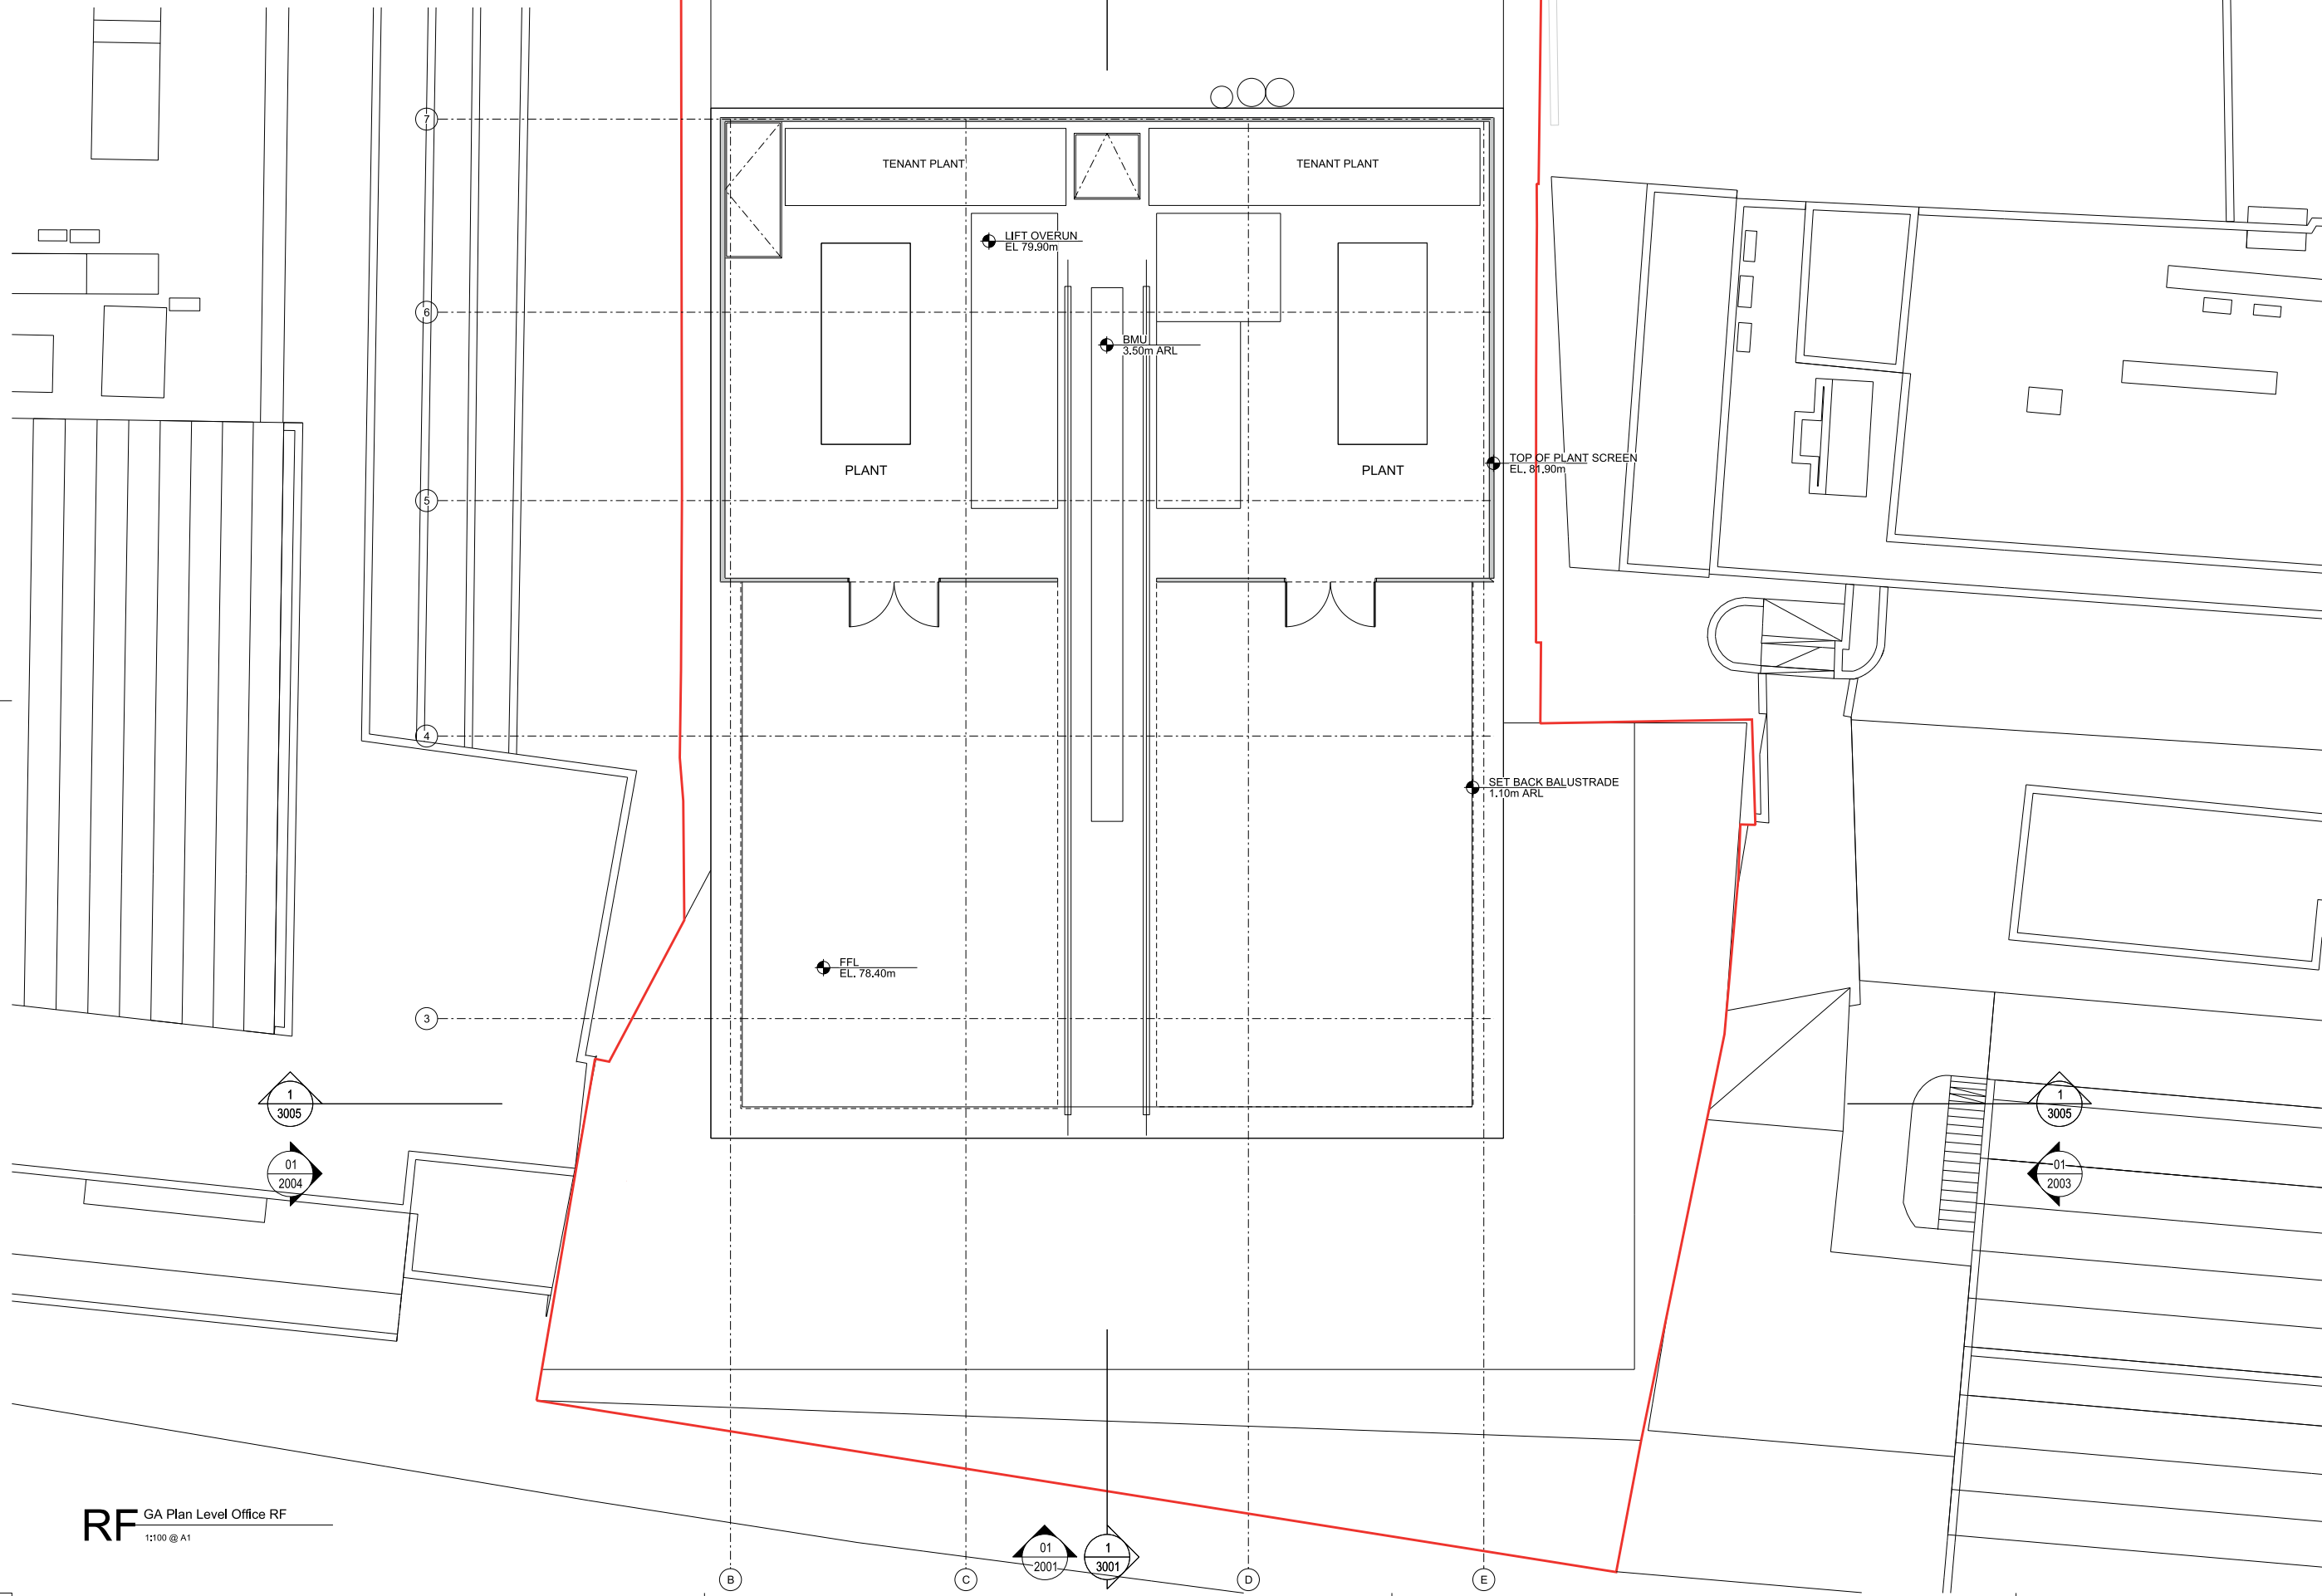 7
TENANT PLANT
TENANT PLANT
LIFT OVERUN
EL 79.90m
6
BMU
3.50m ARL
PLANT
PLANT
TOP OF PLANT SCREEN
EL. 81.90m
5
4
SET BACK BALUSTRADE
1.10m ARL
FFL
EL. 78.40m
3
1
3005
1
3005
01
2004
01
2003
RF
GA Plan Level Office RF
1:100 @ A1
01
2001
1
3001
B
C
D
E